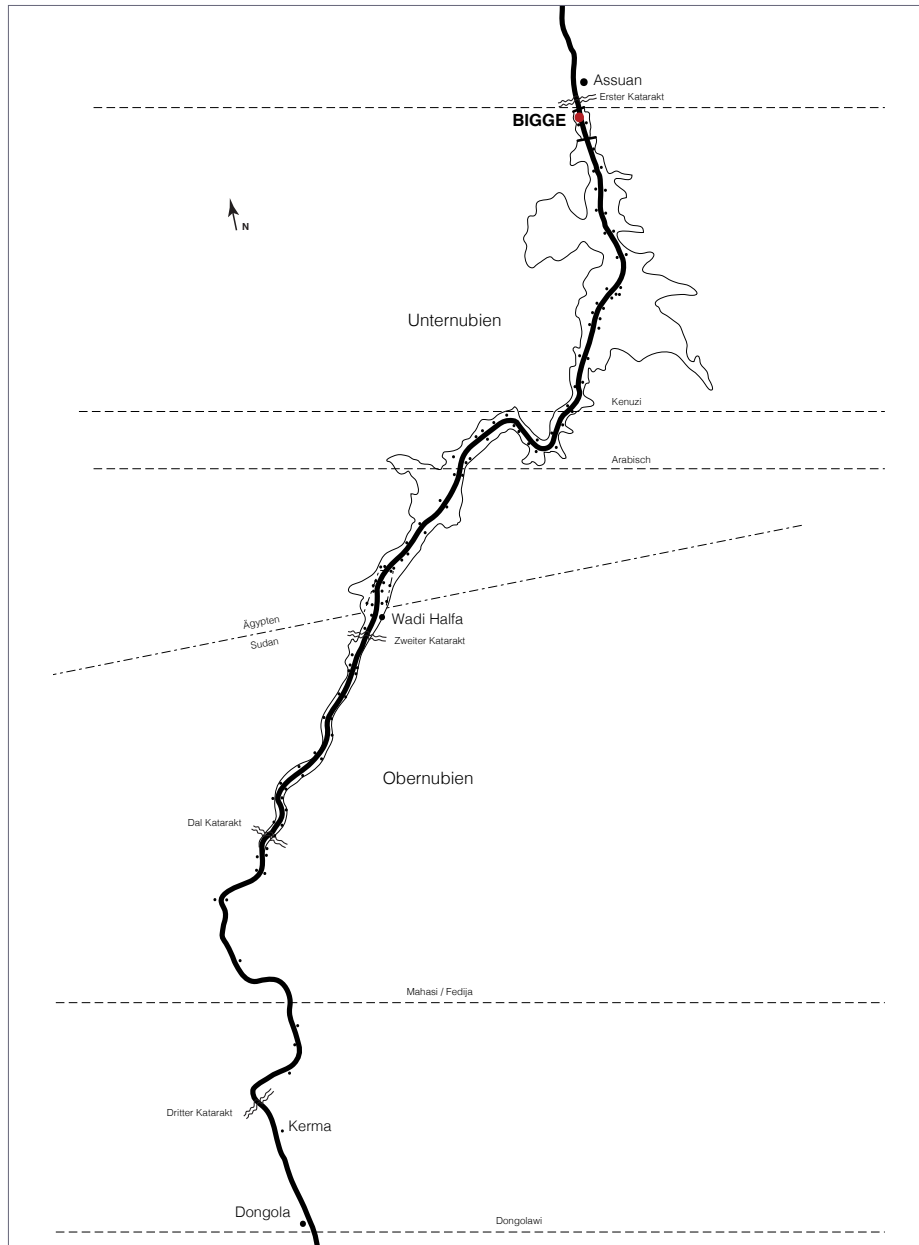 Assuan
Erster Katarakt
BIGGE
N
Unternubien
Kenuzi
Arabisch
Ägypten
Sudan
Wadi Halfa
Zweiter Katarakt
Obernubien
Dal Katarakt
Mahasi / Fedija
Dritter Katarakt
Kerma
Dongola
Dongolawi